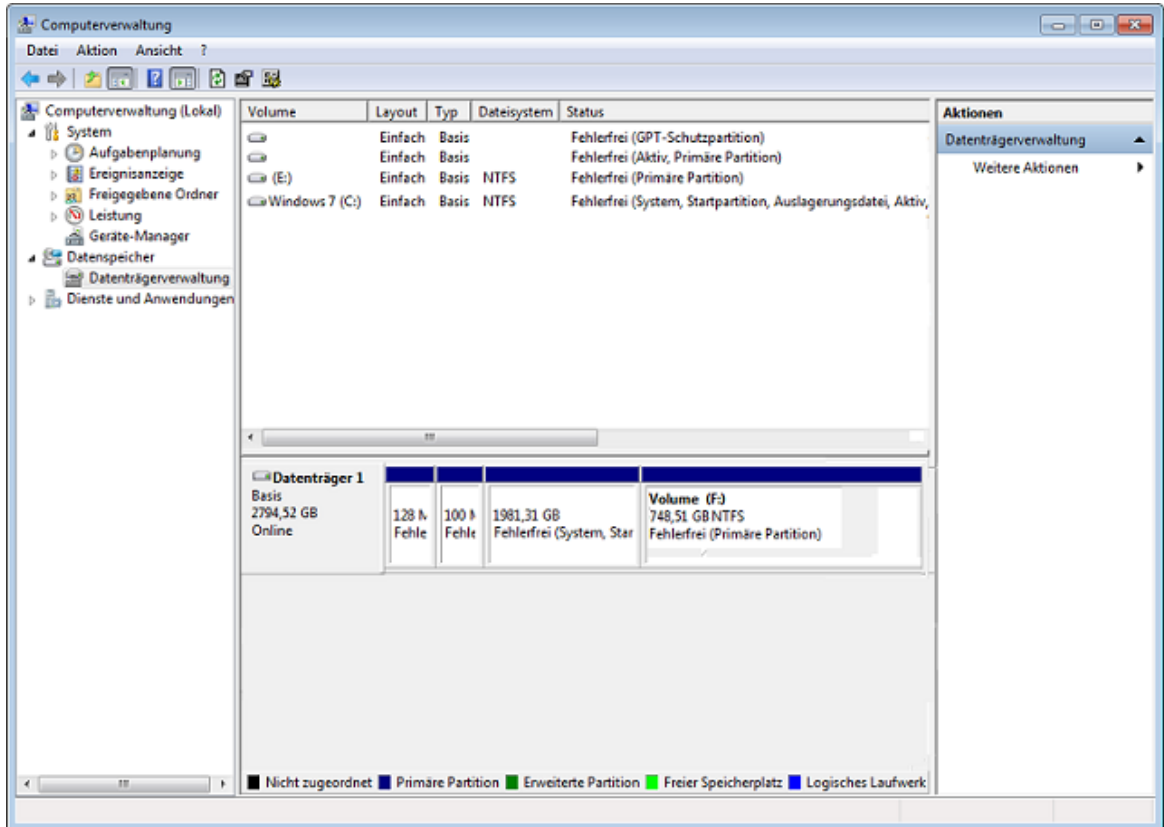 Computerverwaltung
Datei Aktion Ansicht ?
Computerverwaltung (Lokal)
System
Aufgabenplanung
Ereignisanzeige
Freigegebene Ordner
Leistung
Geräte-Manager
Datenspeicher
Datenträgerverwaltung
Dienste und Anwendungen
Volume Layout Typ Dateisystem Status
Einfach Basis Fehlerfrei (GPT-Schutzpartition)
Einfach Basis Fehlerfrei (Aktiv, Primäre Partition)
(E:) Einfach Basis NTFS Fehlerfrei (Primäre Partition)
Windows 7 (C:) Einfach Basis NTFS Fehlerfrei (System, Startpartition, Auslagerungsdatei, Aktiv,
Datenträger 1
Basis
2794,52 GB
Online
128 M
Fehle
100 M
Fehle
1981,31 GB
Fehlerfrei (System, Star
Volume (F:)
748,51 GB NTFS
Fehlerfrei (Primäre Partition)
Nicht zugeordnet Primäre Partition Erweiterte Partition Freier Speicherplatz Logisches Laufwerk
Aktionen
Datenträgerverwaltung
Weitere Aktionen